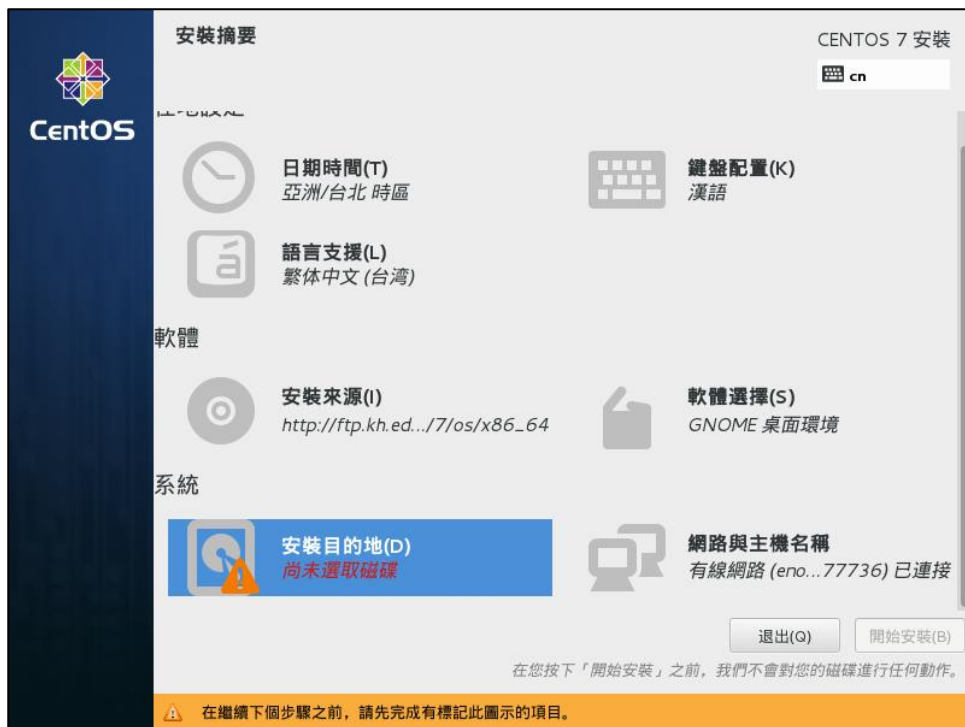 安裝摘要
CENTOS 7 安裝
cn
CentOS
日期時間(T)
亞洲/台北 時區
鍵盤配置(K)
漢語
語言支援(L)
繁体中文 (台湾)
軟體
安裝來源(I)
http://ftp.kh.ed.../7/os/x86_64
軟體選擇(S)
GNOME 桌面環境
系統
安裝目的地(D)
尚未選取磁碟
網路與主機名稱
有線網路 (eno...77736) 已連接
退出(Q)
開始安裝(B)
在您按下「開始安裝」之前，我們不會對您的磁碟進行任何動作。
在繼續下個步驟之前，請先完成有標記此圖示的項目。